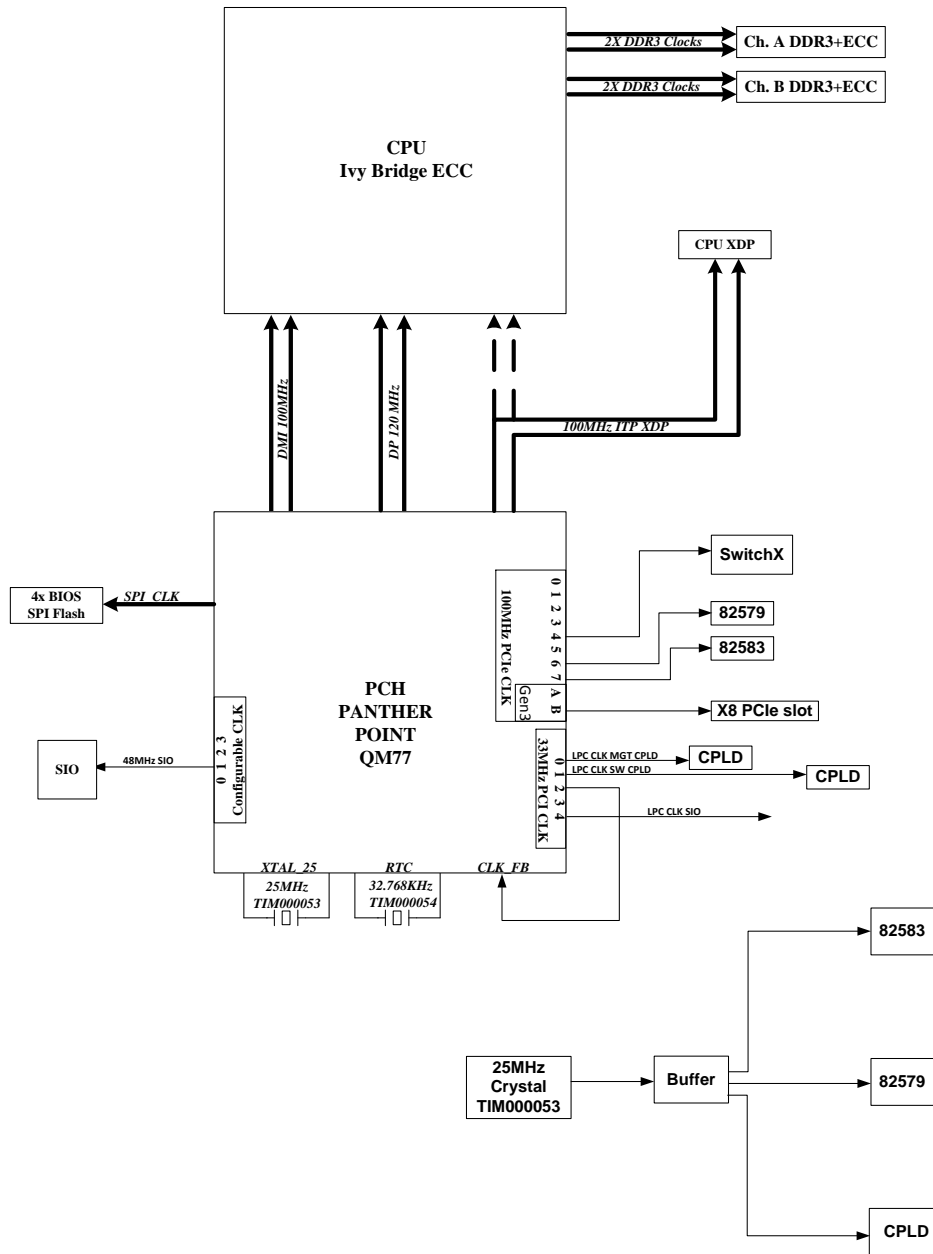 2X DDR3 Clocks
Ch. A DDR3+ECC
2X DDR3 Clocks
Ch. B DDR3+ECC
CPU
Ivy Bridge ECC
CPU XDP
DMI 100MHz
DP 120 MHz
100MHz ITP XDP
4x BIOS
SPI Flash
SPI_CLK
PCH
PANTHER
POINT
QM77
100MHz PCIe CLK
0 1 2 3 4 5 6 7 A B
Gen3
SwitchX
82579
82583
X8 PCIe slot
SIO
48MHz SIO
0 1 2 3
Configurable CLK
33MHz PCI CLK
0 1 2 3 4
LPC CLK MGT CPLD
CPLD
LPC CLK SW CPLD
CPLD
LPC CLK SIO
XTAL_25
25MHz
TIM000053
RTC
32.768KHz
TIM000054
CLK_FB
82583
25MHz
Crystal
TIM000053
Buffer
82579
CPLD